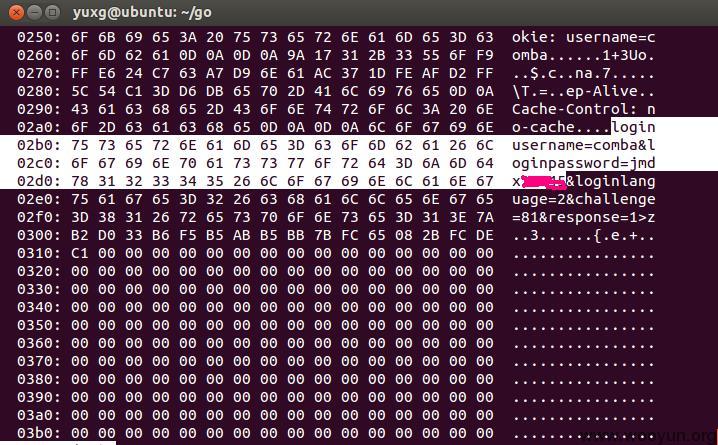 yuxg@ubuntu: ~/go
0250: 6F 6B 69 65 3A 20 75 73 65 72 6E 61 6D 65 3D 63 okie: username=c
0260: 6F 6D 62 61 0D 0A 0D 0A 9A 17 31 2B 33 55 6F F9 omba......1+3Uo.
0270: FF E6 24 C7 63 A7 D9 6E 61 AC 37 1D FE AF D2 FF ..$.c..na.7.....
0280: 5C 54 C1 3D D6 DB 65 70 2D 41 6C 69 76 65 0D 0A \T.=..ep-Alive..
0290: 43 61 63 68 65 2D 43 6F 6E 74 72 6F 6C 3A 20 6E Cache-Control: n
02a0: 6F 2D 63 61 63 68 65 0D 0A 0D 0A 6C 6F 67 69 6E o-cache....login
02b0: 75 73 65 72 6E 61 6D 65 3D 63 6F 6D 62 61 26 6C username=comba&l
02c0: 6F 67 69 6E 70 61 73 73 77 6F 72 64 3D 6A 6D 64 oginpassword=jmd
02d0: 78 31 32 33 34 35 26 6C 6F 67 69 6E 6C 61 6E 67 x &loginlang
02e0: 75 61 67 65 3D 32 26 63 68 61 6C 6C 65 6E 67 65 uage=2&challenge
02f0: 3D 38 31 26 72 65 73 70 6F 6E 73 65 3D 31 3E 7A =81&response=1>z
0300: B2 D0 33 B6 F5 B5 AB B5 BB 7B FC 65 08 2B FC DE ..3......{.e.+..
0310: C1 00 00 00 00 00 00 00 00 00 00 00 00 00 00 00 ................
0320: 00 00 00 00 00 00 00 00 00 00 00 00 00 00 00 00 ................
0330: 00 00 00 00 00 00 00 00 00 00 00 00 00 00 00 00 ................
0340: 00 00 00 00 00 00 00 00 00 00 00 00 00 00 00 00 ................
0350: 00 00 00 00 00 00 00 00 00 00 00 00 00 00 00 00 ................
0360: 00 00 00 00 00 00 00 00 00 00 00 00 00 00 00 00 ................
0370: 00 00 00 00 00 00 00 00 00 00 00 00 00 00 00 00 ................
0380: 00 00 00 00 00 00 00 00 00 00 00 00 00 00 00 00 ................
0390: 00 00 00 00 00 00 00 00 00 00 00 00 00 00 00 00 ................
03a0: 00 00 00 00 00 00 00 00 00 00 00 00 00 00 00 00 ................
03b0: 00 00 00 00 00 00 00 00 00 00 00 00 00 00 00 00 ................
www.wooyun.org